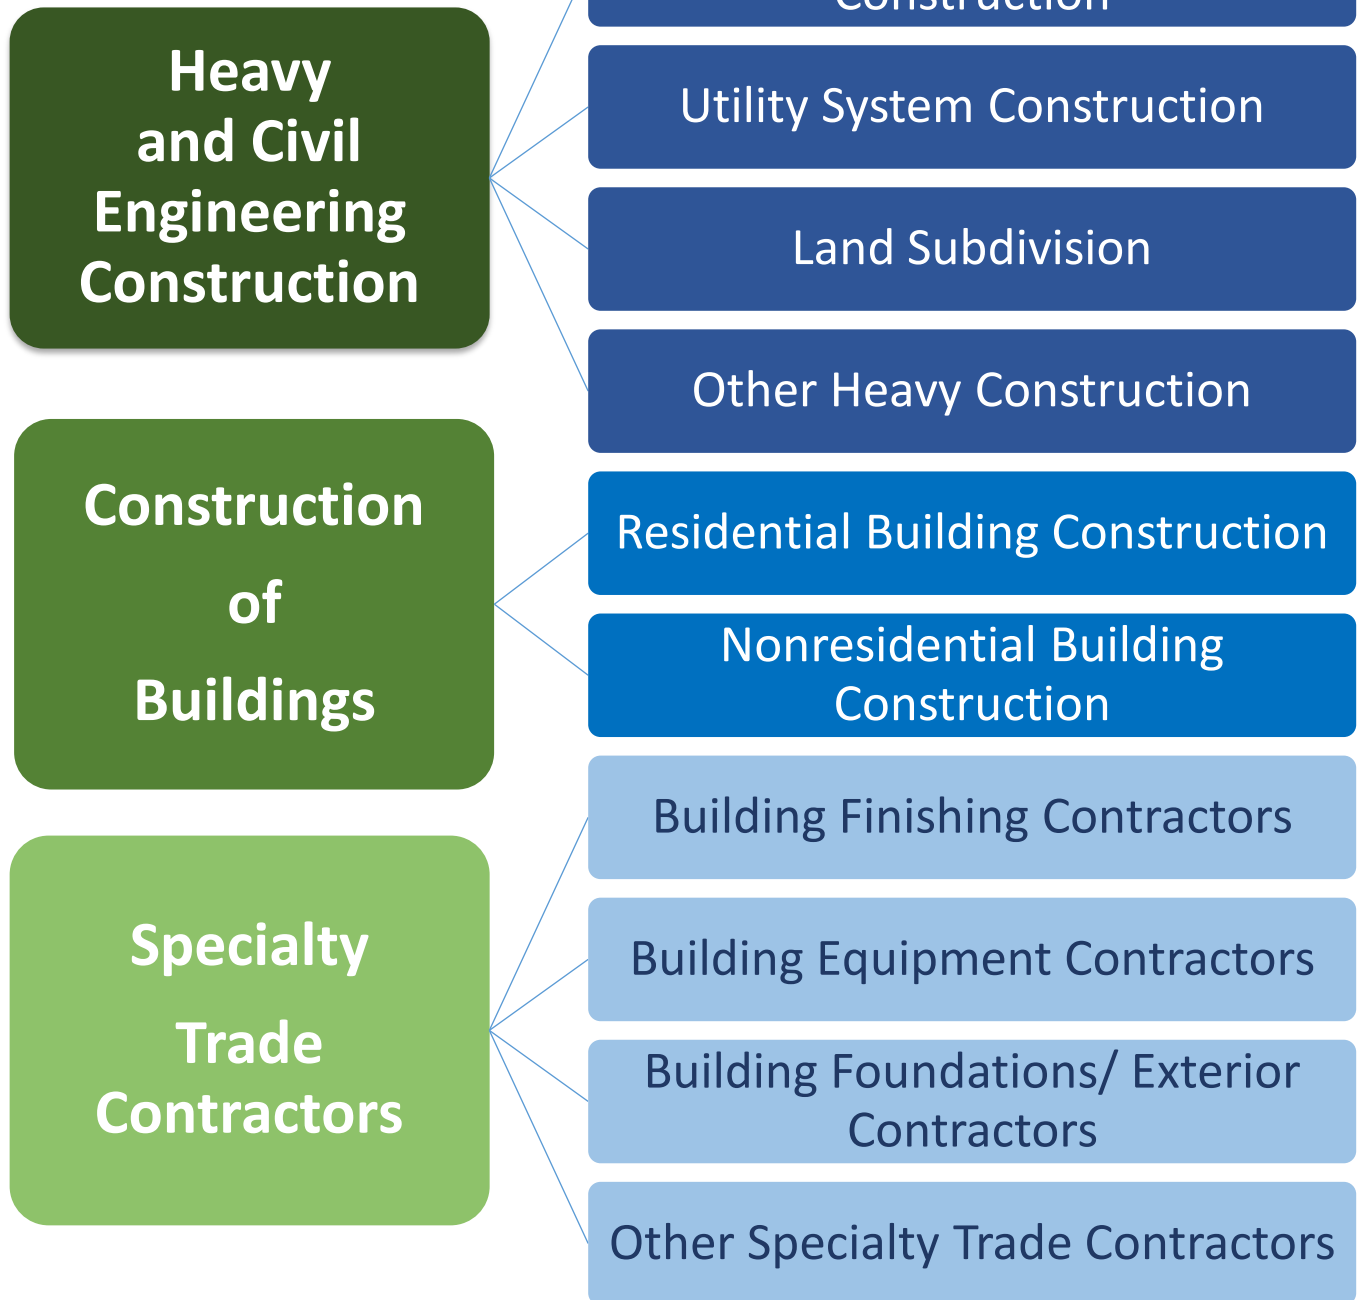 Construction
Heavy
and Civil
Engineering
Construction
Utility System Construction
Land Subdivision
Other Heavy Construction
Construction
of
Buildings
Residential Building Construction
Nonresidential Building
Construction
Specialty
Trade
Contractors
Building Finishing Contractors
Building Equipment Contractors
Building Foundations/ Exterior
Contractors
Other Specialty Trade Contractors